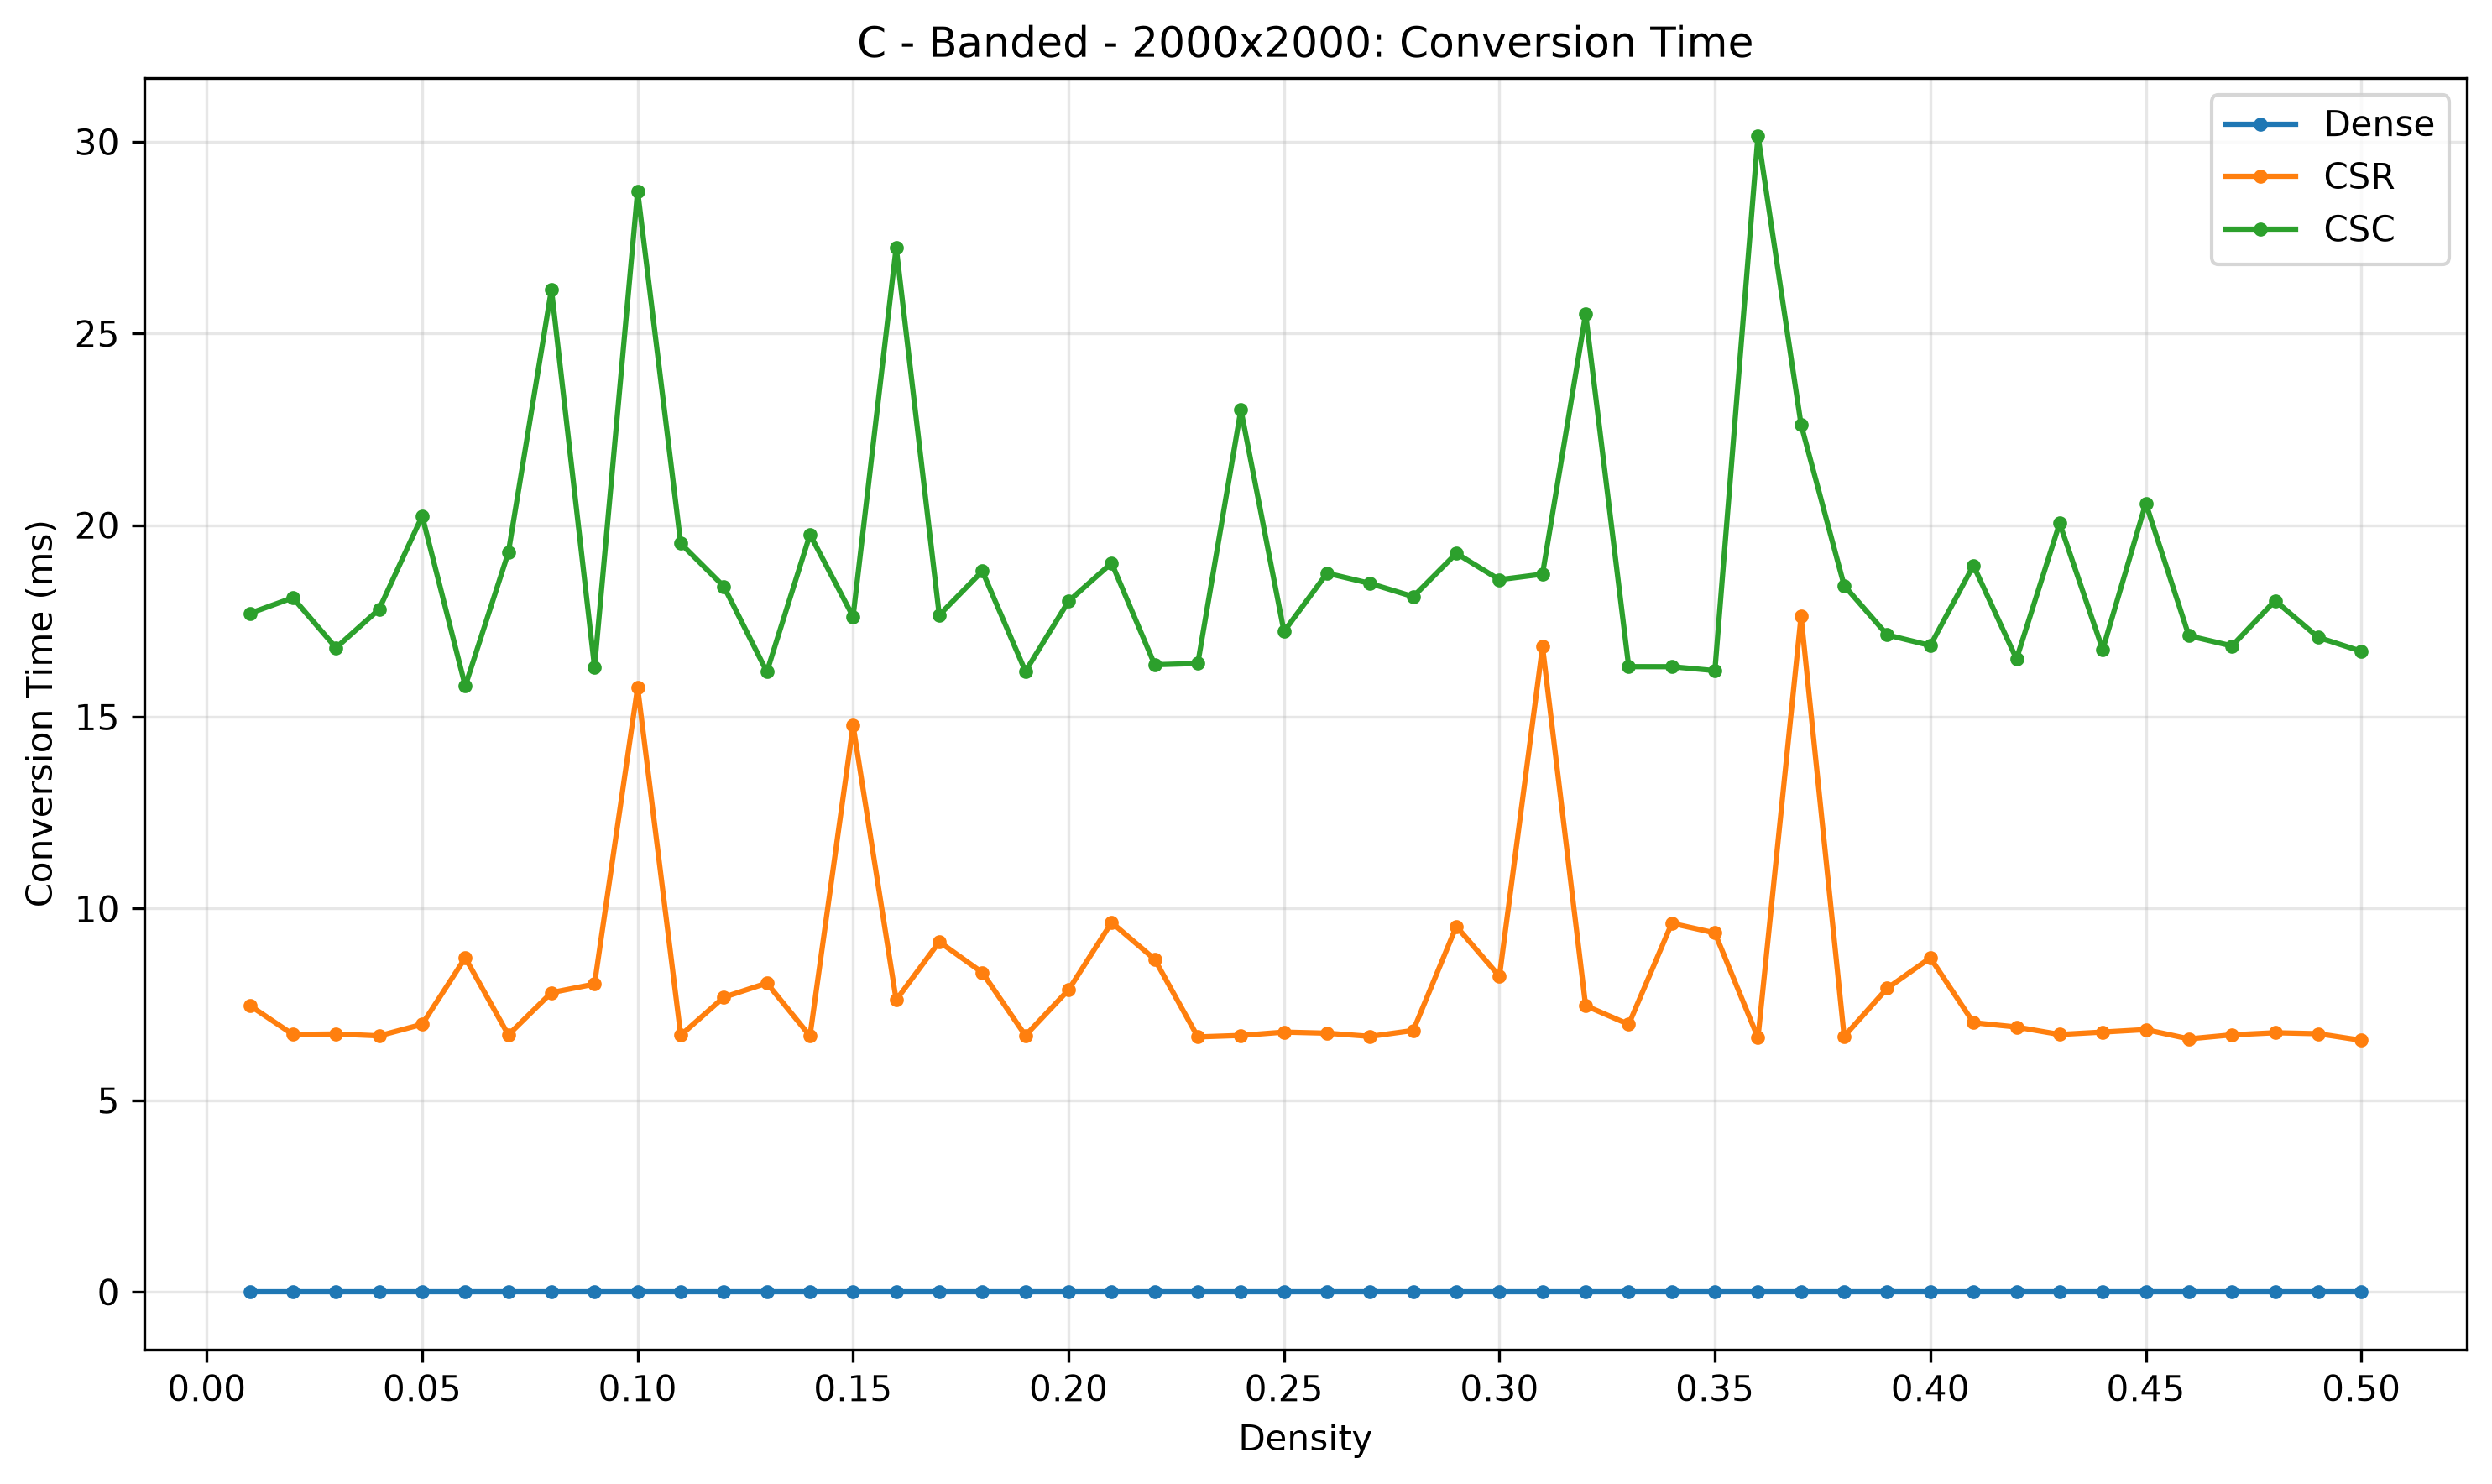 C - Banded - 2000x2000: Conversion Time
Dense
CSR
CSC
Conversion Time (ms)
30
25
20
15
10
5
0
0.00 0.05 0.10 0.15 0.20 0.25 0.30 0.35 0.40 0.45 0.50
Density